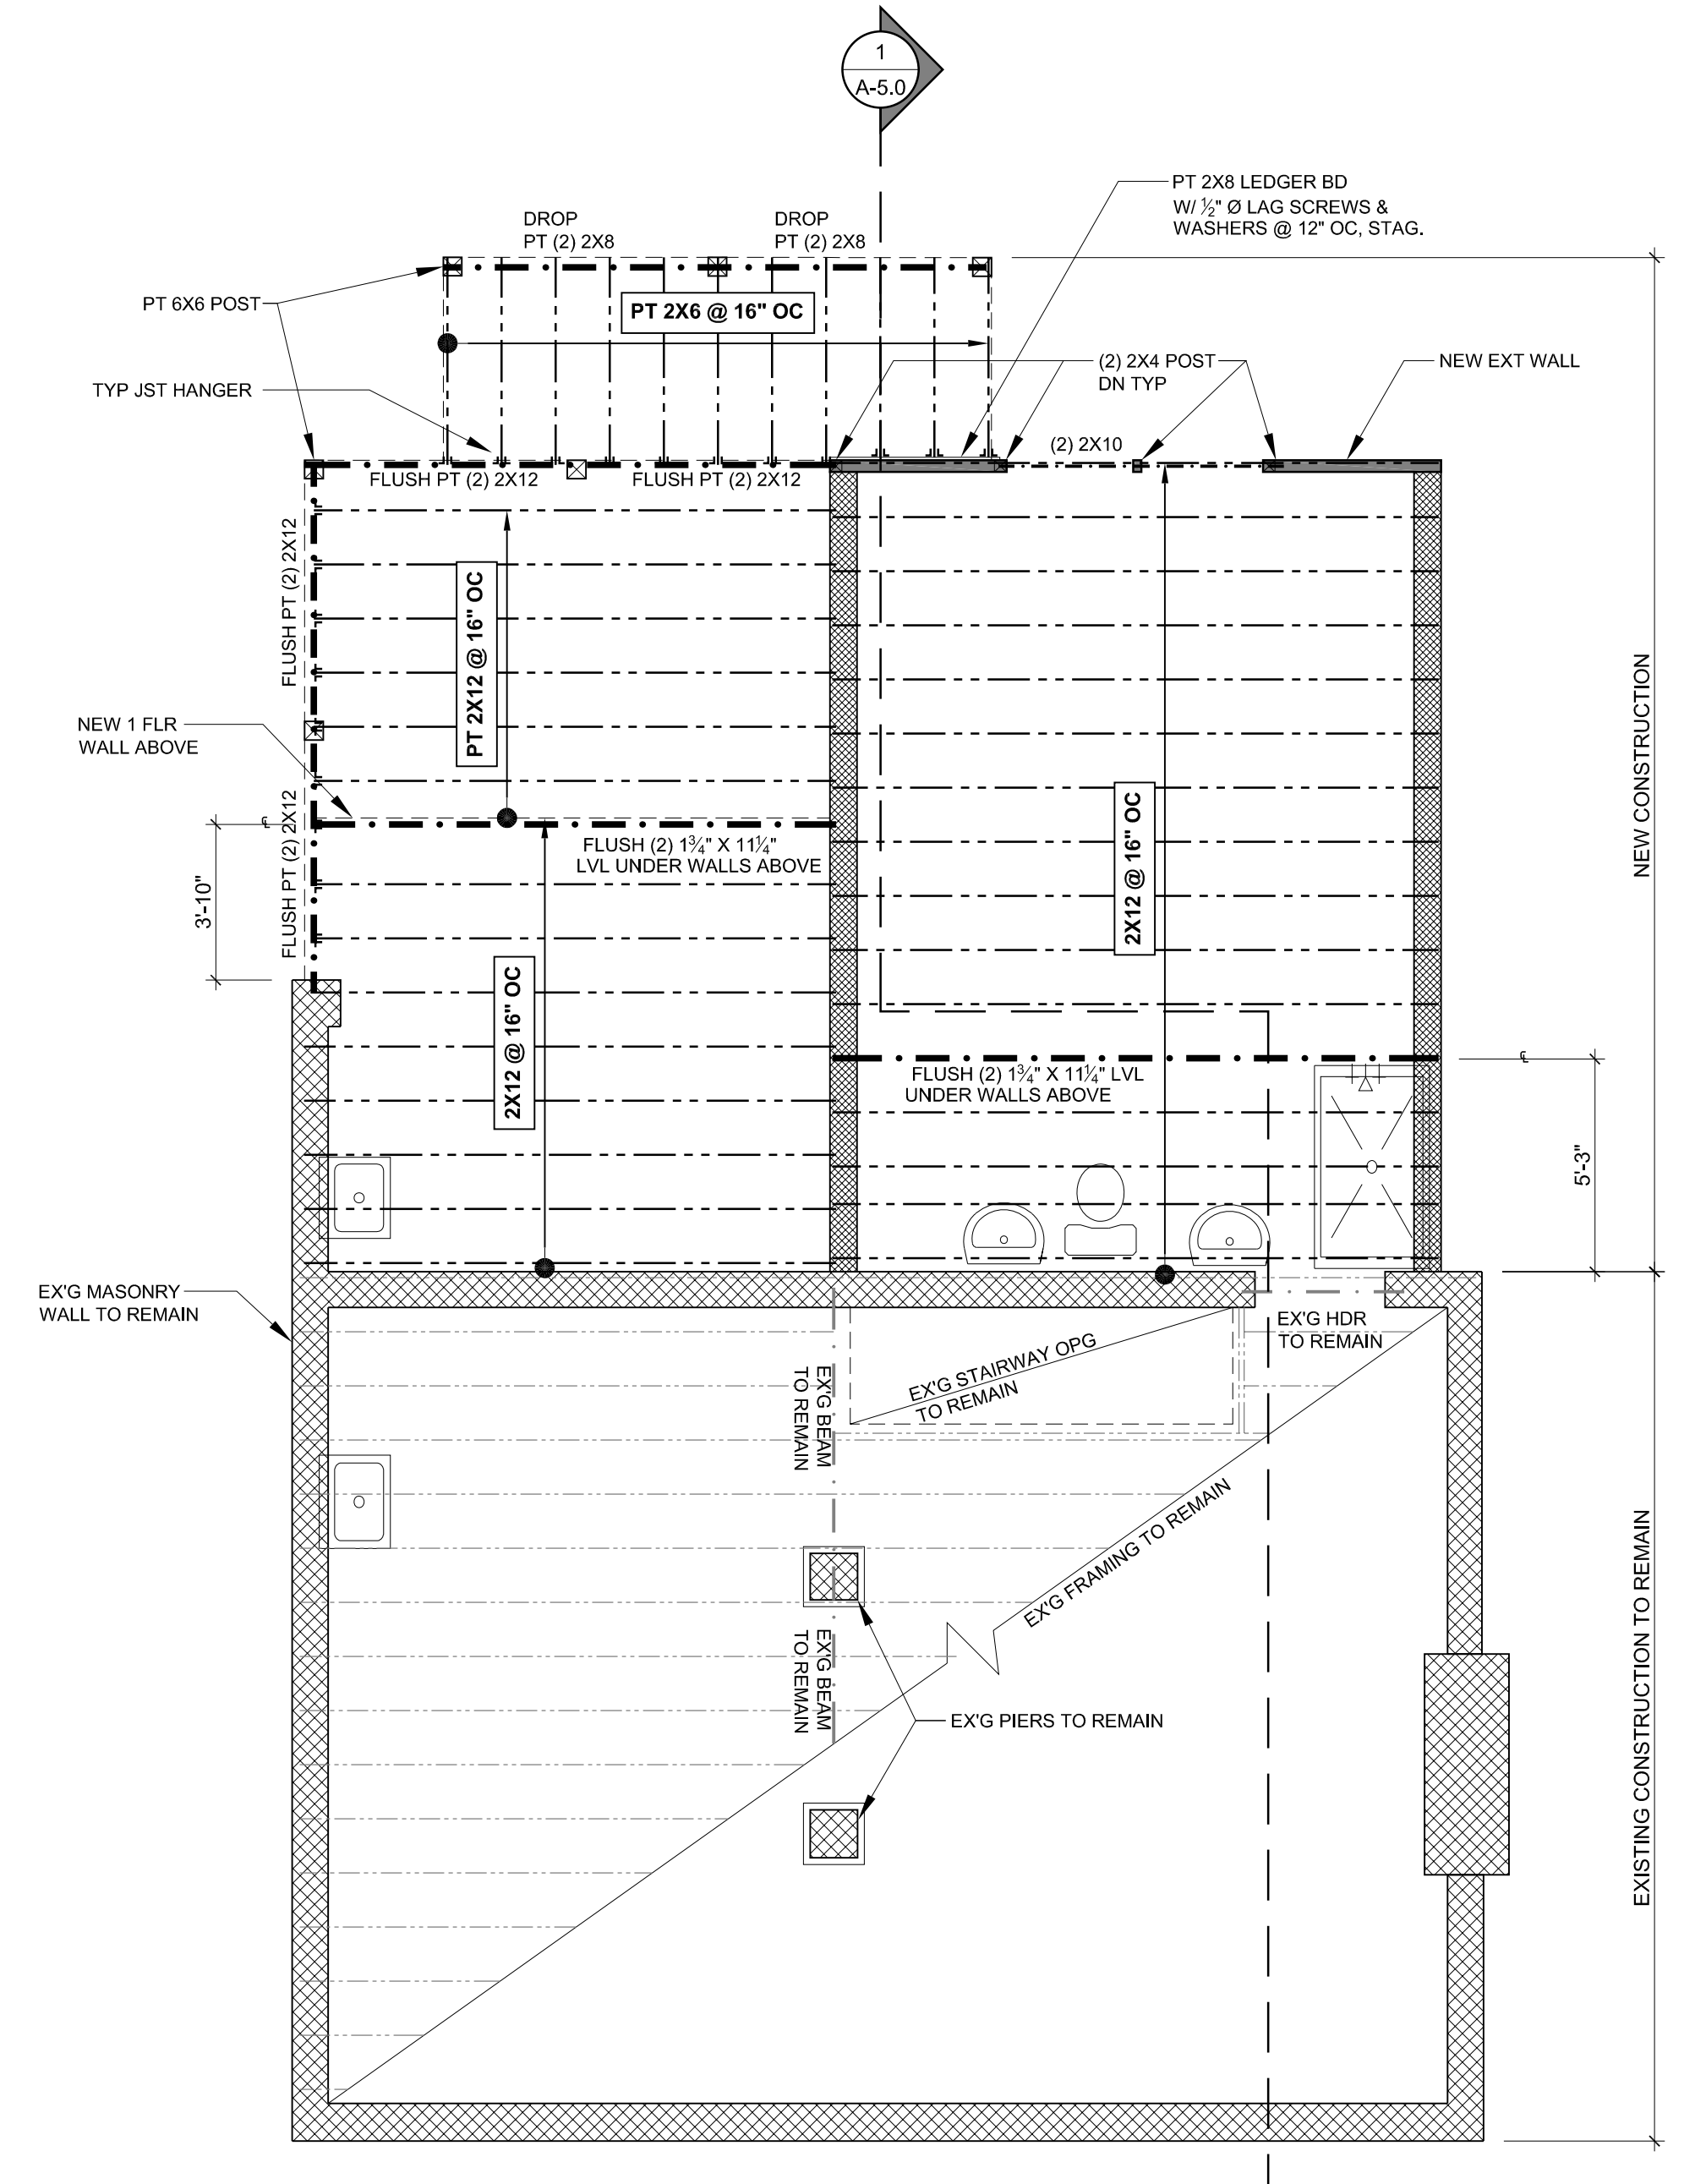 1
A-5.0
PT 2X8 LEDGER BD
W/ ½" Ø LAG SCREWS &
WASHERS @ 12" OC, STAG.
DROP
PT (2) 2X8
DROP
PT (2) 2X8
PT 6X6 POST
PT 2X6 @ 16" OC
TYP JST HANGER
(2) 2X4 POST
DN TYP
NEW EXT WALL
(2) 2X10
FLUSH PT (2) 2X12
FLUSH PT (2) 2X12
FLUSH PT (2) 2X12
PT 2X12 @ 16" OC
NEW 1 FLR
WALL ABOVE
FLUSH PT (2) 2X12
℄
3'-10"
FLUSH (2) 1¾" X 11¼"
LVL UNDER WALLS ABOVE
2X12 @ 16" OC
2X12 @ 16" OC
NEW CONSTRUCTION
FLUSH (2) 1¾" X 11¼" LVL
UNDER WALLS ABOVE
℄
5'-3"
EX'G MASONRY
WALL TO REMAIN
EX'G HDR
TO REMAIN
EX'G STAIRWAY OPG
TO REMAIN
EX'G BEAM
TO REMAIN
EX'G FRAMING TO REMAIN
EX'G BEAM
TO REMAIN
EX'G PIERS TO REMAIN
EXISTING CONSTRUCTION TO REMAIN